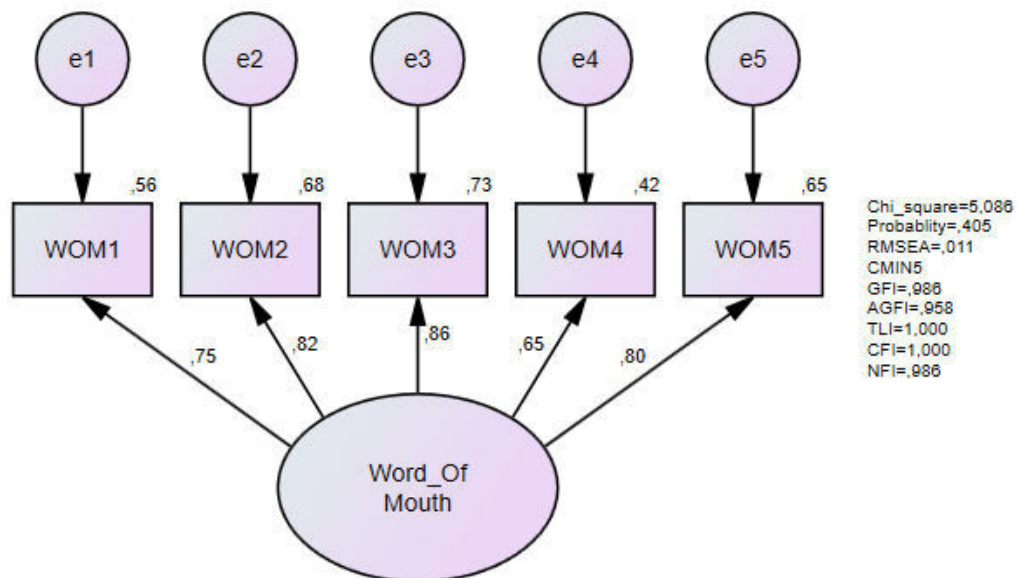 e1 e2 e3 e4 e5
,56 ,68 ,73 ,42 ,65
WOM1 WOM2 WOM3 WOM4 WOM5
Chi_square=5,086
Probablity=,405
RMSEA=,011
CMIN5
GFI=,986
AGFI=,958
TLI=1,000
CFI=1,000
NFI=,986
,75 ,82 ,86 ,65 ,80
Word_Of
Mouth